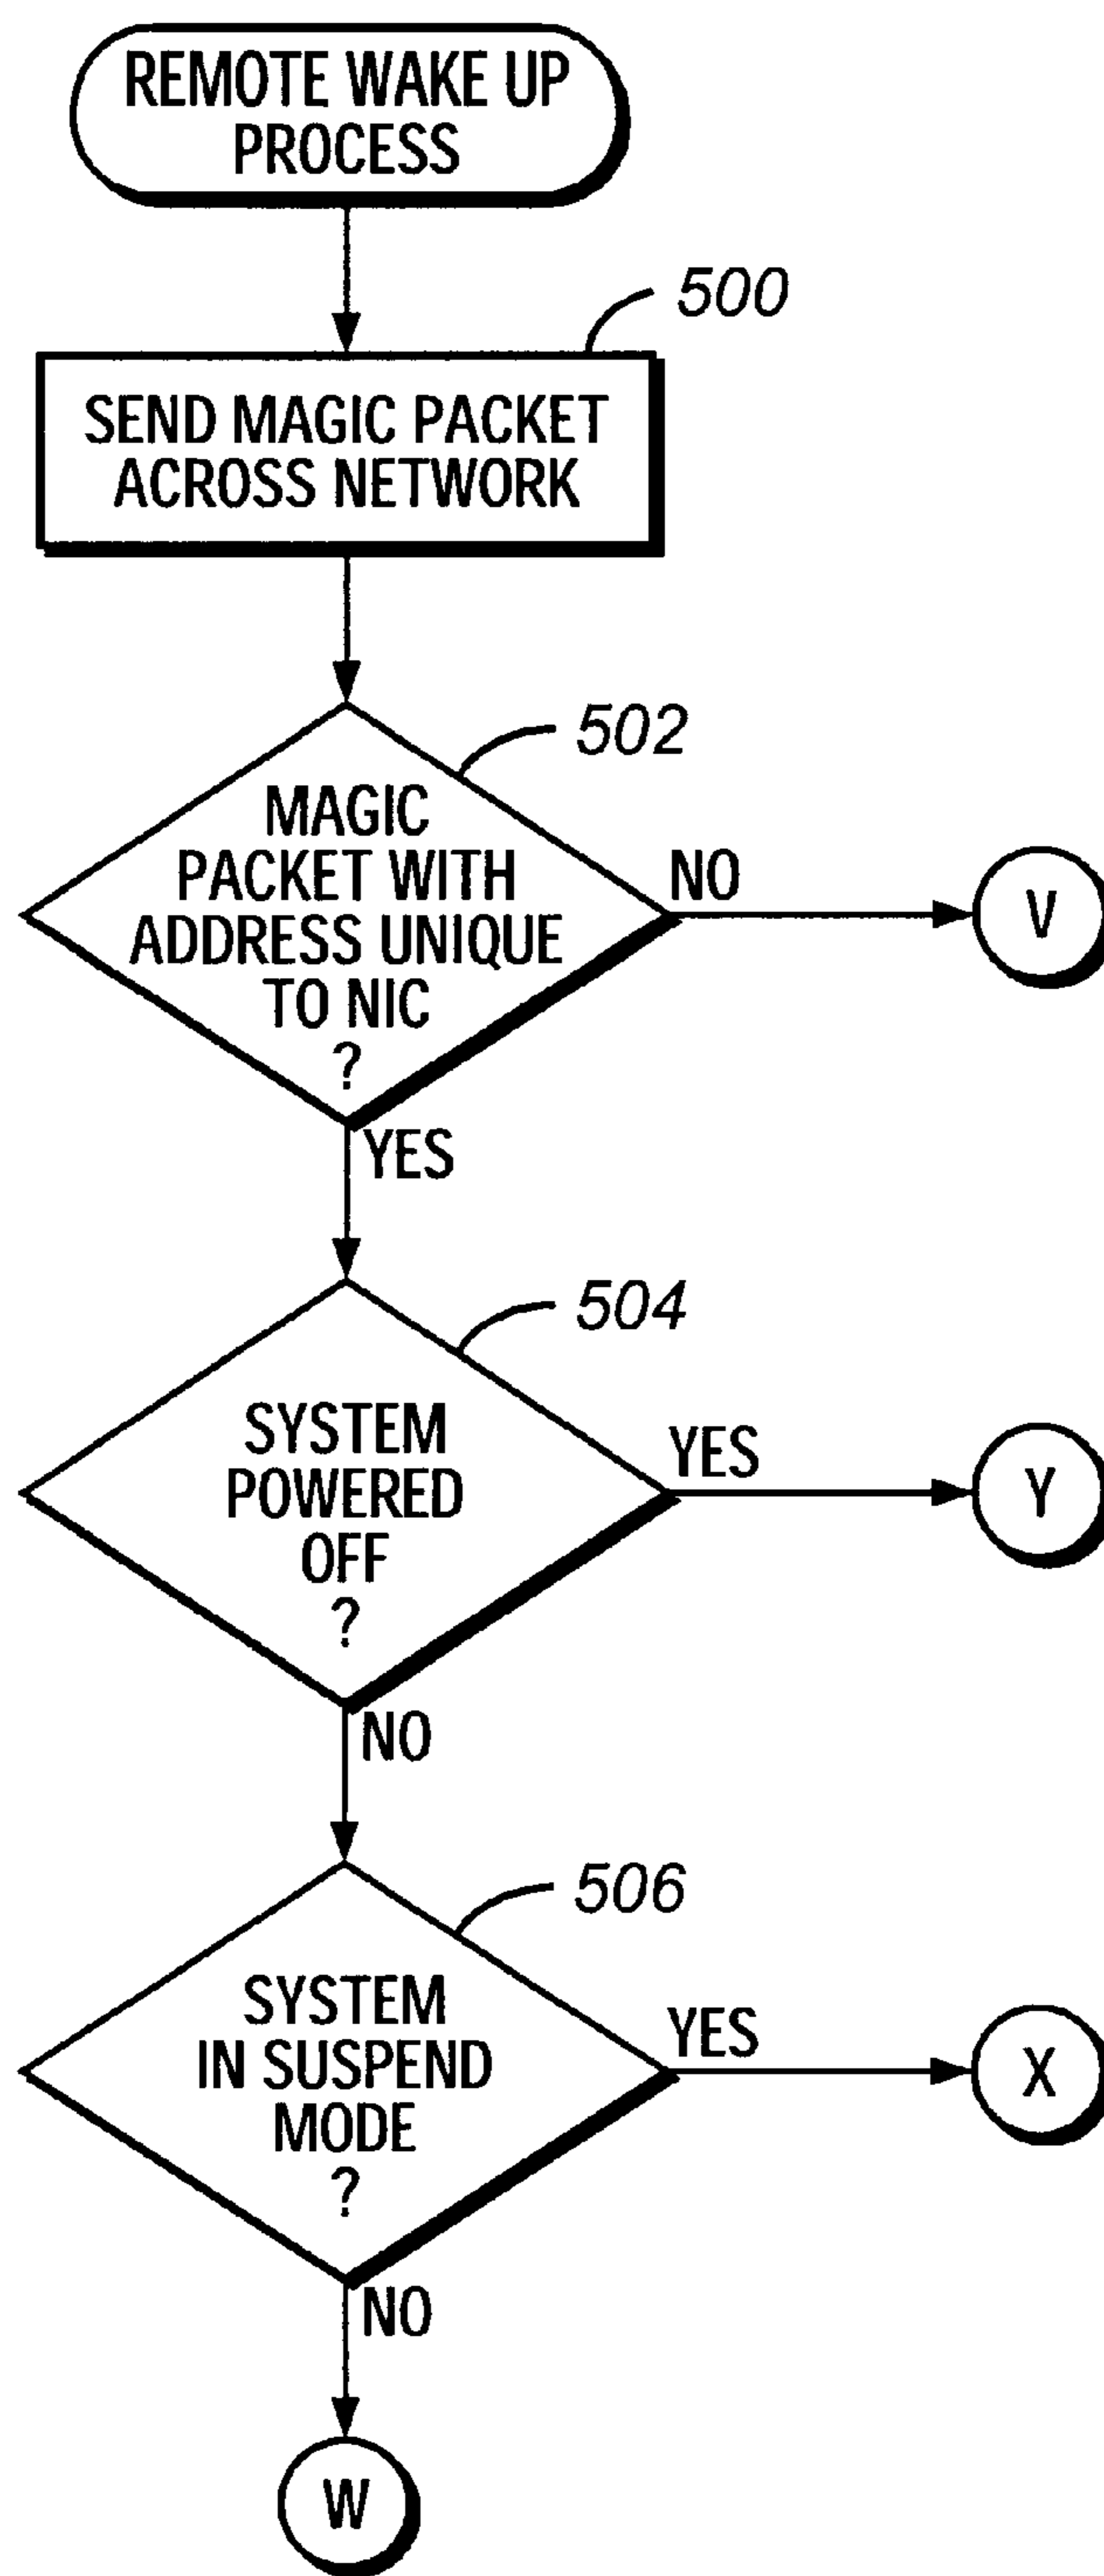 REMOTE WAKE UP
PROCESS
500
SEND MAGIC PACKET
ACROSS NETWORK
502
MAGIC
PACKET WITH
ADDRESS UNIQUE
TO NIC
?
NO
V
YES
504
SYSTEM
POWERED
OFF
?
YES
Y
NO
506
SYSTEM
IN SUSPEND
MODE
?
YES
X
NO
W